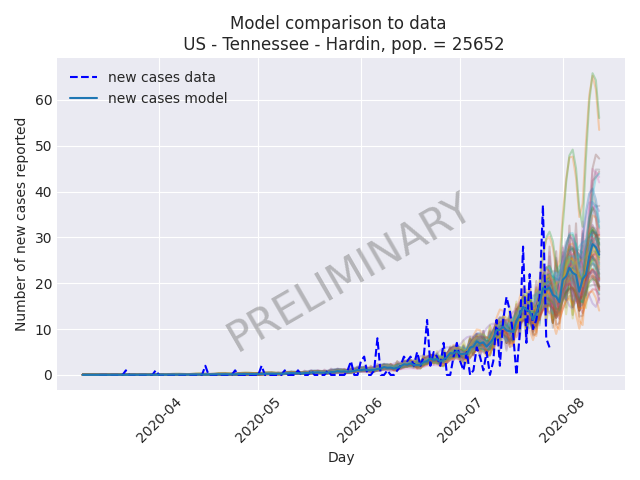 Model comparison to data
US - Tennessee - Hardin, pop. = 25652
new cases data
new cases model
Number of new cases reported
60
50
40
30
20
10
0
PRELIMINARY
2020-04
2020-05
2020-06
2020-07
2020-08
Day